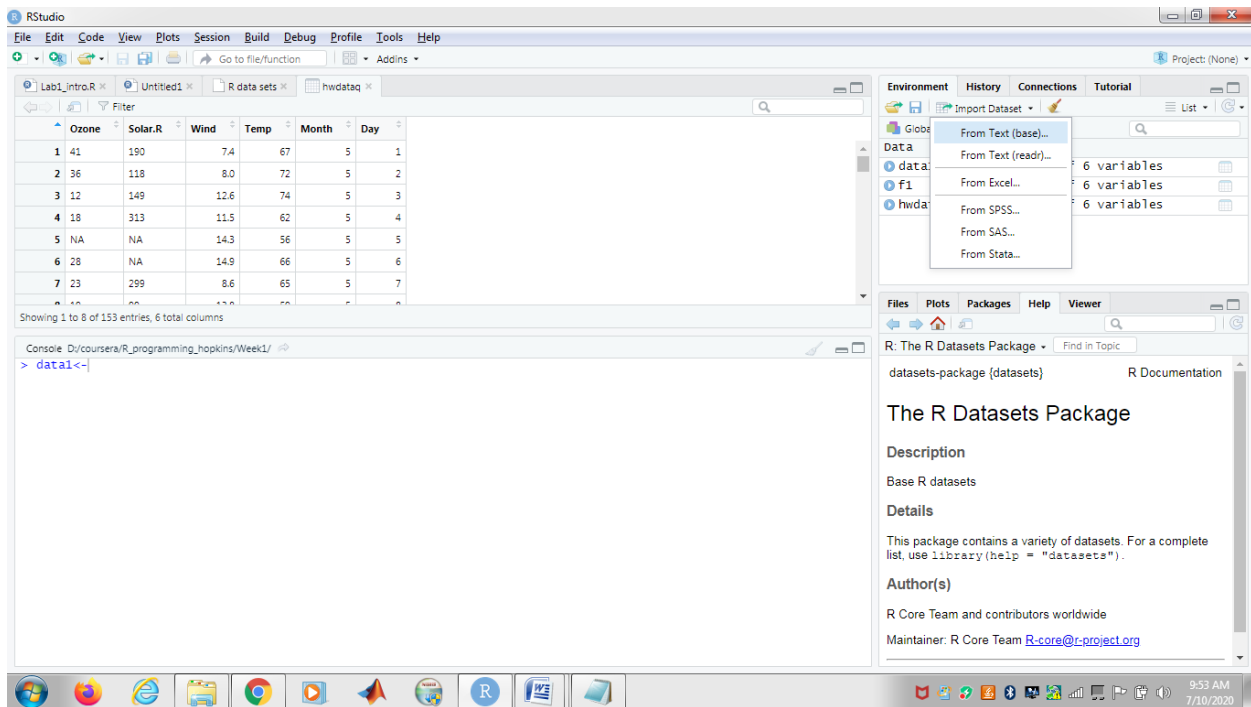 RStudio
File Edit Code View Plots Session Build Debug Profile Tools Help
Go to file/function Addins Project: (None)
Lab1_intro.R Untitled1 R data sets hwdataq
Filter
Ozone Solar.R Wind Temp Month Day
1 41 190 7.4 67 5 1
2 36 118 8.0 72 5 2
3 12 149 12.6 74 5 3
4 18 313 11.5 62 5 4
5 NA NA 14.3 56 5 5
6 28 NA 14.9 66 5 6
7 23 299 8.6 65 5 7
Showing 1 to 8 of 153 entries, 6 total columns
Console D:/coursera/R_programming_hopkins/Week1/
> data1<-
Environment History Connections Tutorial
Import Dataset List
Globa
From Text (base)...
From Text (readr)...
From Excel...
From SPSS...
From SAS...
From Stata...
Data
data 6 variables
f1 6 variables
hwda 6 variables
Files Plots Packages Help Viewer
R: The R Datasets Package Find in Topic
datasets-package {datasets} R Documentation
The R Datasets Package
Description
Base R datasets
Details
This package contains a variety of datasets. For a complete
list, use library(help = "datasets").
Author(s)
R Core Team and contributors worldwide
Maintainer: R Core Team R-core@r-project.org
9:53 AM
7/10/2020